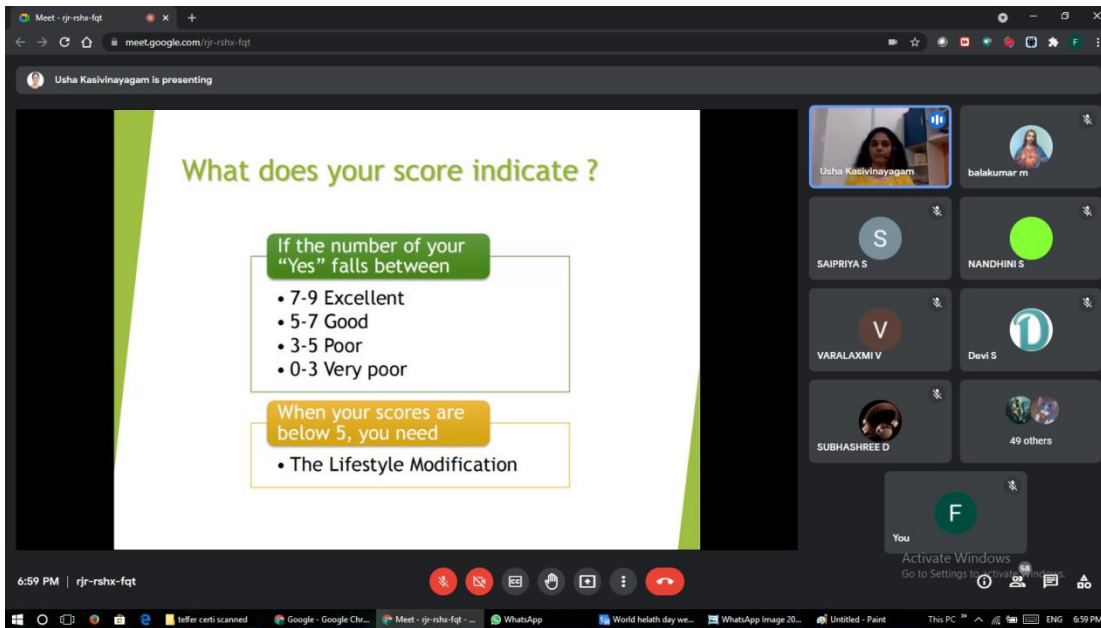 Meet - rjr-rshx-fqt
meet.google.com/rjr-rshx-fqt
F
Usha Kasivinayagam is presenting
What does your score indicate ?
If the number of your
“Yes” falls between
• 7-9 Excellent
• 5-7 Good
• 3-5 Poor
• 0-3 Very poor
When your scores are
below 5, you need
• The Lifestyle Modification
Usha Kasivinayagam
balakumar m
S
SAIPRIYA S
NANDHINI S
V
VARALAXMI V
D
Devi S
SUBHASHREE D
49 others
F
You
Activate Windows
Go to Settings to activate Windows.
6:59 PM | rjr-rshx-fqt
58
telfer certi scanned
Google - Google Chr...
Meet - rjr-rshx-fqt - ...
WhatsApp
World helath day we...
WhatsApp Image 20...
Untitled - Paint
This PC
ENG
6:59 PM